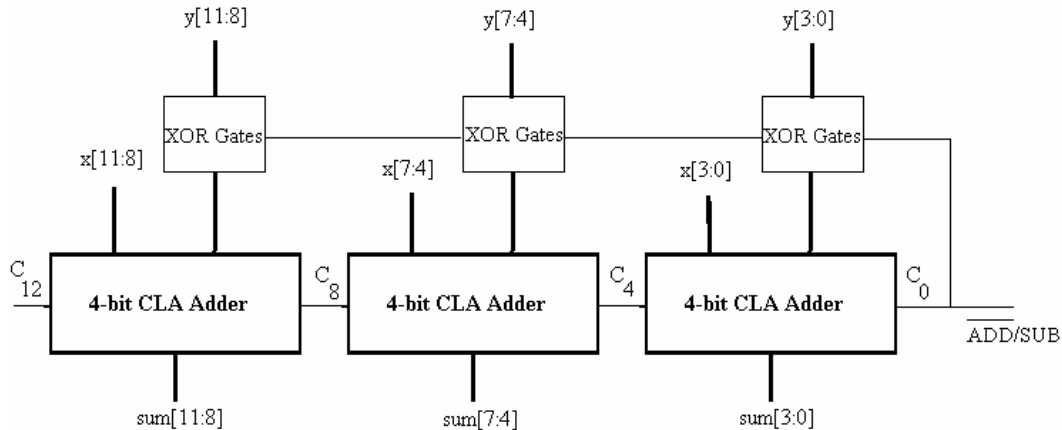 y[11:8]
y[7:4]
y[3:0]
XOR Gates
XOR Gates
XOR Gates
x[11:8]
x[7:4]
x[3:0]
C12
4-bit CLA Adder
C8
4-bit CLA Adder
C4
4-bit CLA Adder
C0
ADD/SUB
sum[11:8]
sum[7:4]
sum[3:0]